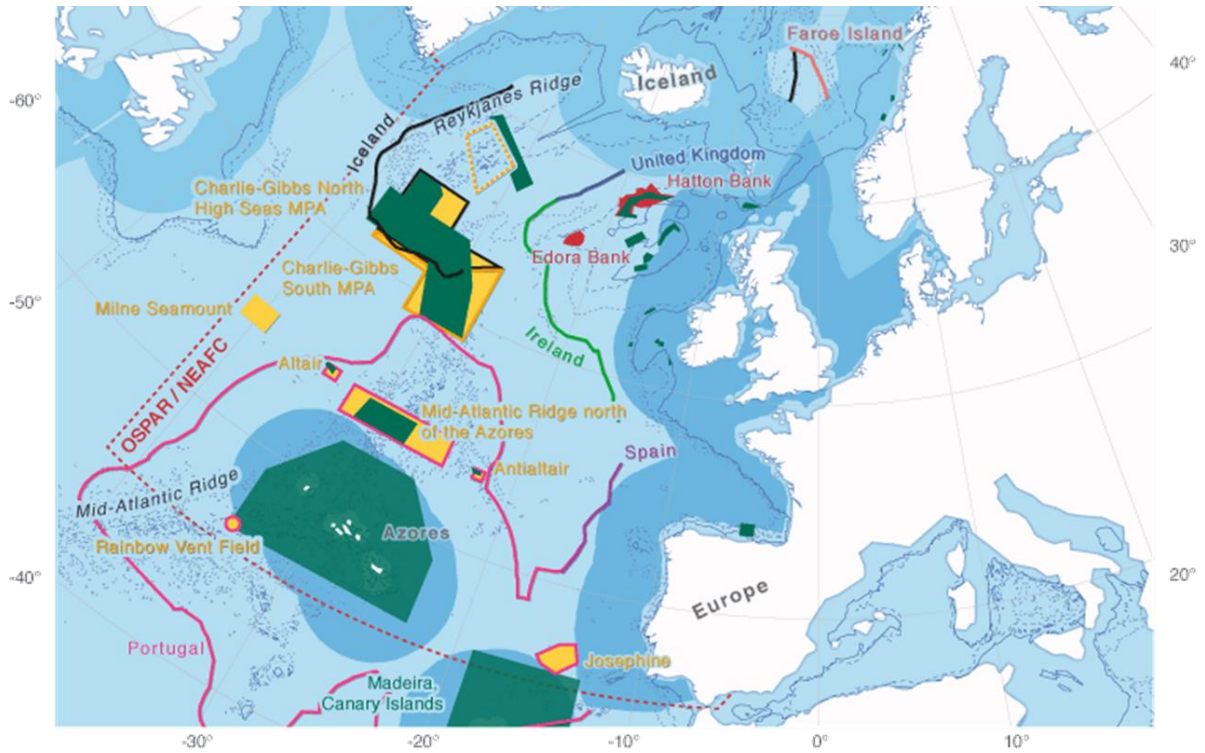 Faroe Island
40°
Iceland
-60°
Reykjanes Ridge
Iceland
United Kingdom
Hatton Bank
Charlie-Gibbs North
High Seas MPA
30°
Edora Bank
Charlie-Gibbs
South MPA
-50°
Milne Seamount
Ireland
Altair
OSPAR / NEAFC
Mid-Atlantic Ridge north
of the Azores
Spain
Antialtair
Mid-Atlantic Ridge
Azores
Rainbow Vent Field
-40°
20°
Europe
Portugal
Josephine
Madeira,
Canary Islands
-30°
-20°
-10°
0°
10°